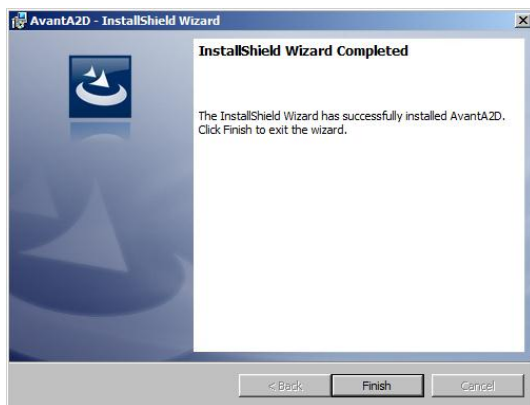 AvantA2D - InstallShield Wizard
InstallShield Wizard Completed
The InstallShield Wizard has successfully installed AvantA2D.
Click Finish to exit the wizard.
< Back
Finish
Cancel